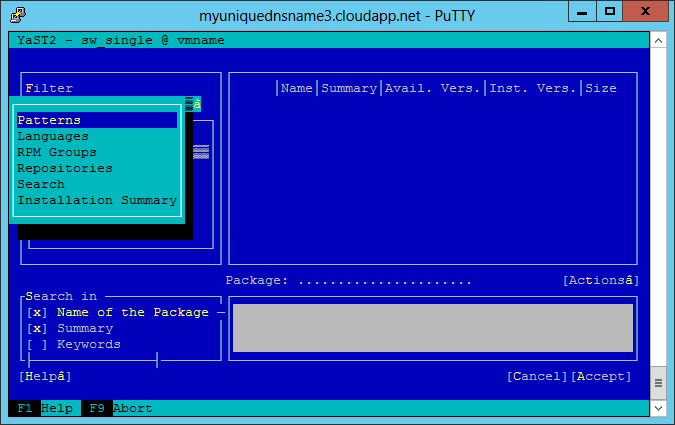 myuniquednsname3.cloudapp.net - PuTTY
YaST2 - sw_single @ vmname
Filter
Name Summary Avail. Vers. Inst. Vers. Size
â
Patterns
Languages
RPM Groups
Repositories
Search
Installation Summary
Package: ...................... [Actionsâ]
Search in
[x] Name of the Package
[x] Summary
[ ] Keywords
[Helpâ] [Cancel][Accept]
F1 Help F9 Abort